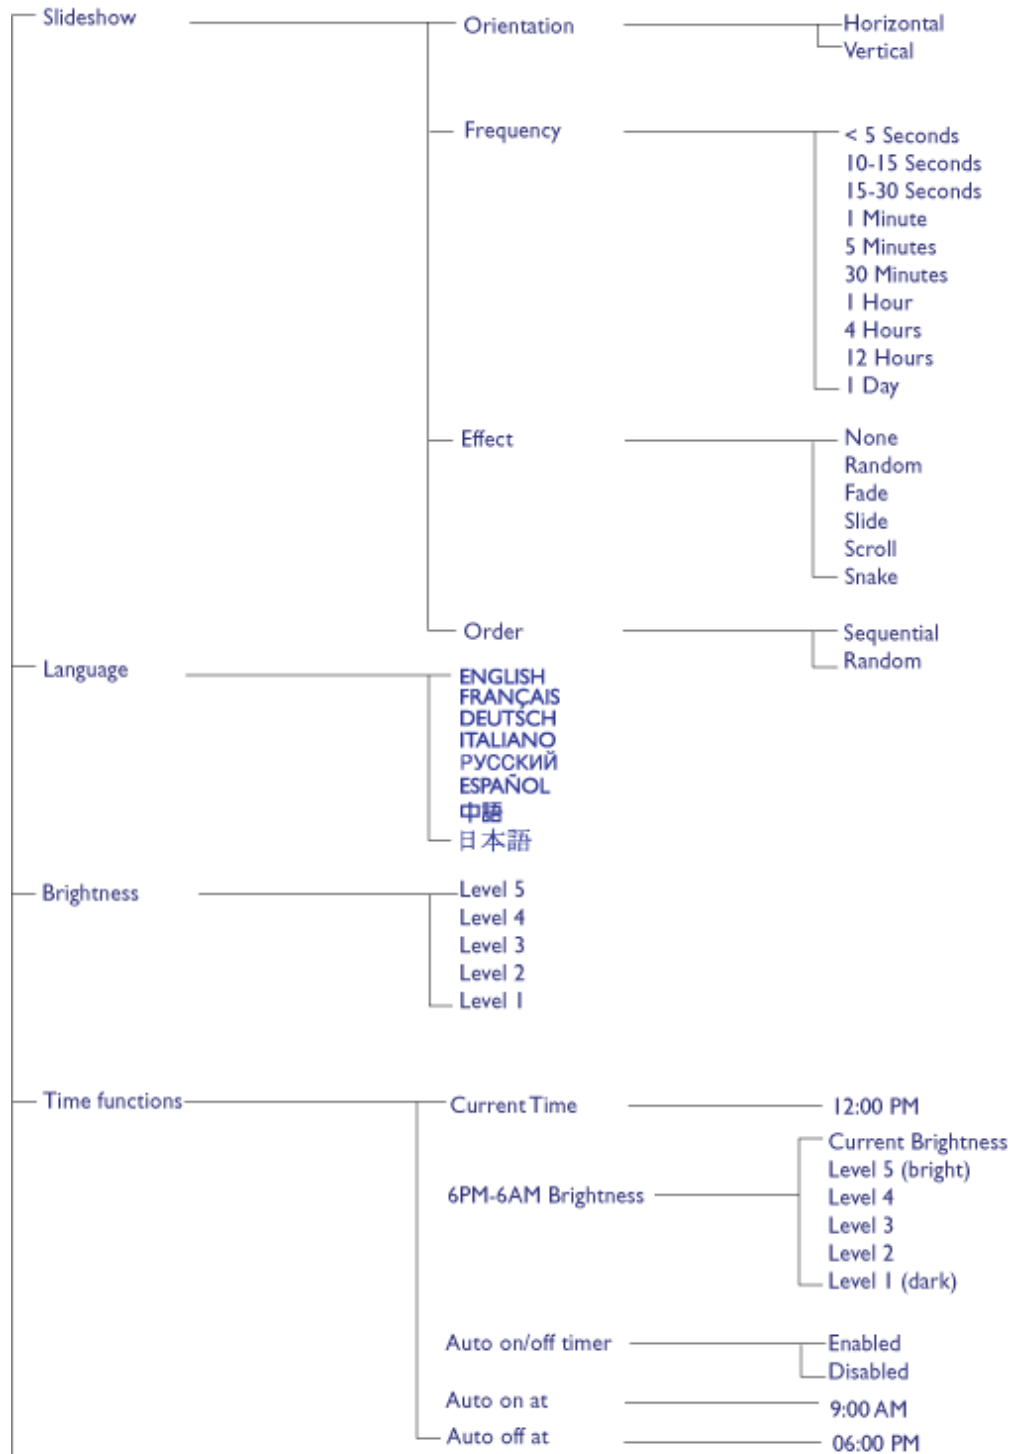 Slideshow
Orientation
Horizontal
Vertical
Frequency
< 5 Seconds
10-15 Seconds
15-30 Seconds
1 Minute
5 Minutes
30 Minutes
1 Hour
4 Hours
12 Hours
1 Day
Effect
None
Random
Fade
Slide
Scroll
Snake
Order
Sequential
Random
Language
ENGLISH
FRANÇAIS
DEUTSCH
ITALIANO
РУССКИЙ
ESPAÑOL
中語
日本語
Brightness
Level 5
Level 4
Level 3
Level 2
Level 1
Time functions
Current Time
12:00 PM
6PM-6AM Brightness
Current Brightness
Level 5 (bright)
Level 4
Level 3
Level 2
Level 1 (dark)
Auto on/off timer
Enabled
Disabled
Auto on at
9:00 AM
Auto off at
06:00 PM